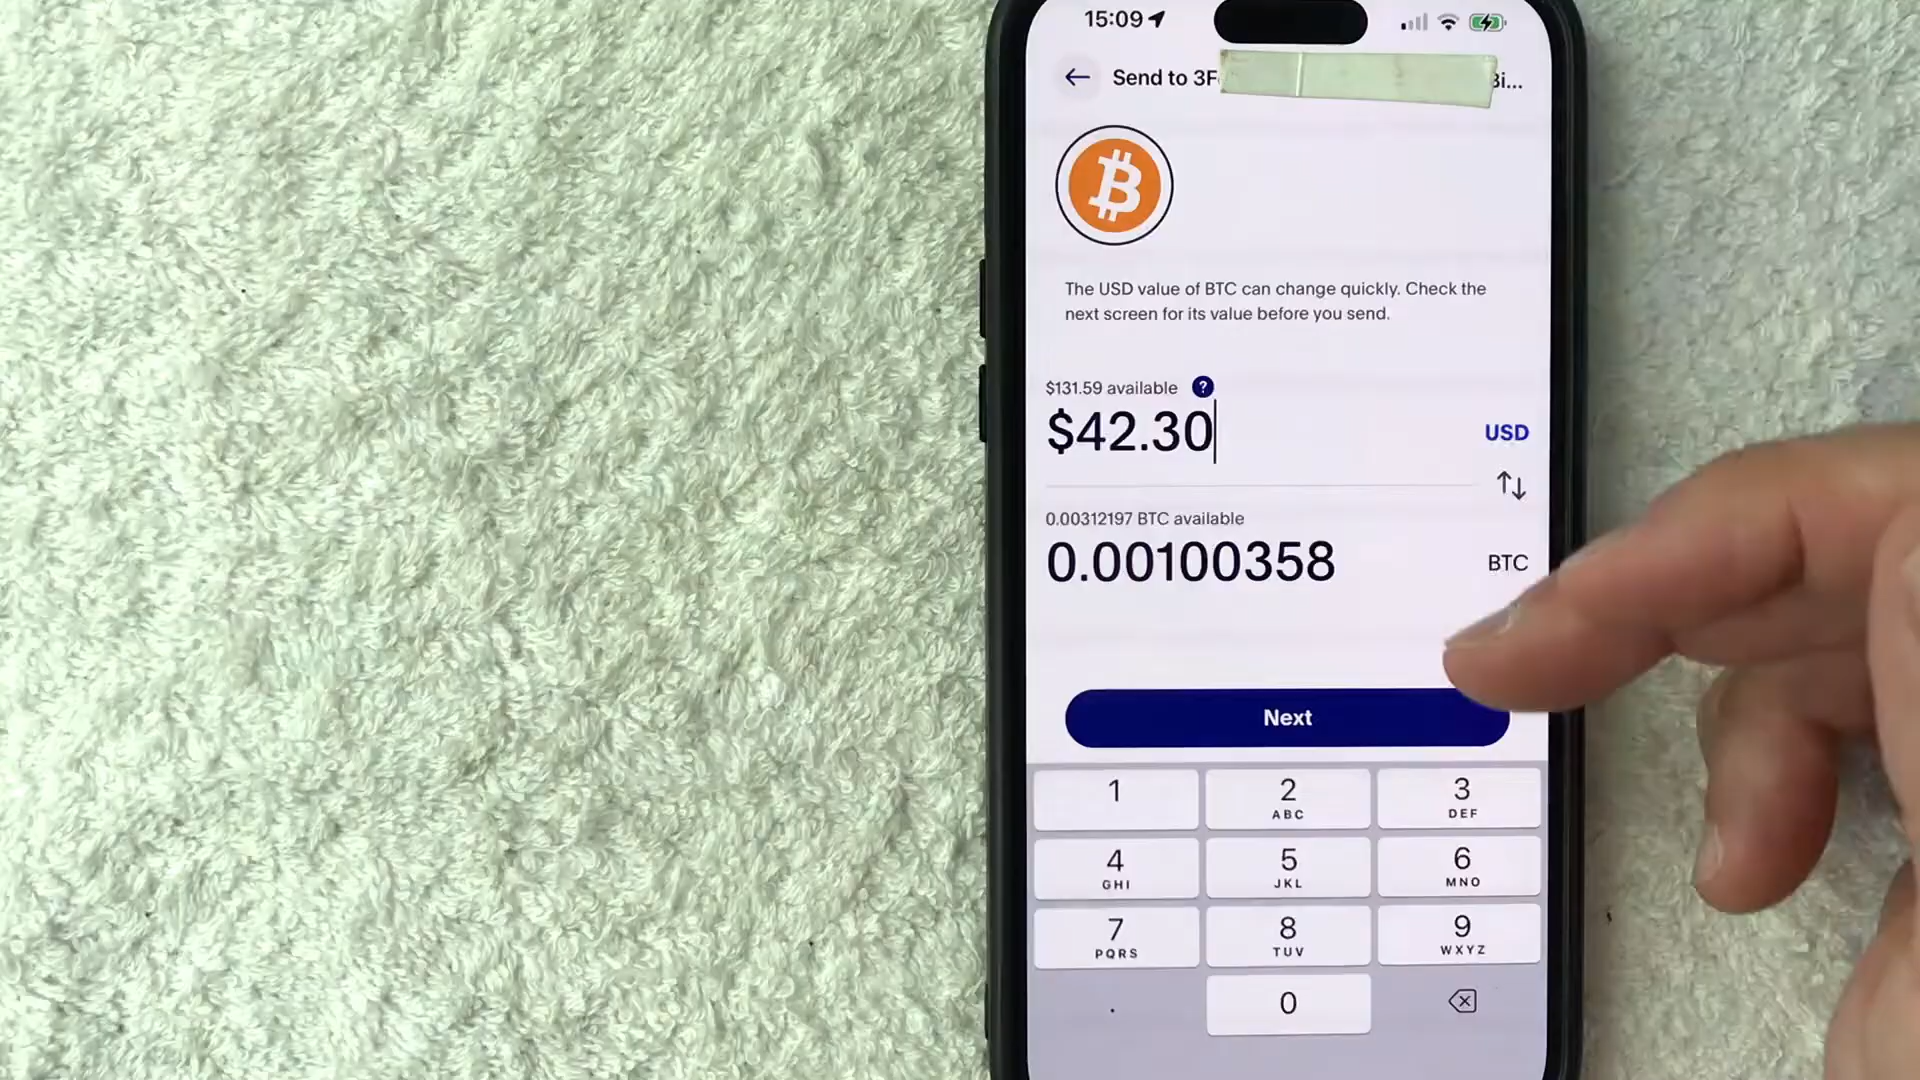 15:09
Send to 3F
Bi...
The USD value of BTC can change quickly. Check the
next screen for its value before you send.
$131.59 available ?
$42.30
USD
0.00312197 BTC available
0.00100358
BTC
Next
1
2
ABC
3
DEF
4
GHI
5
JKL
6
MNO
7
PQRS
8
TUV
9
WXYZ
.
0